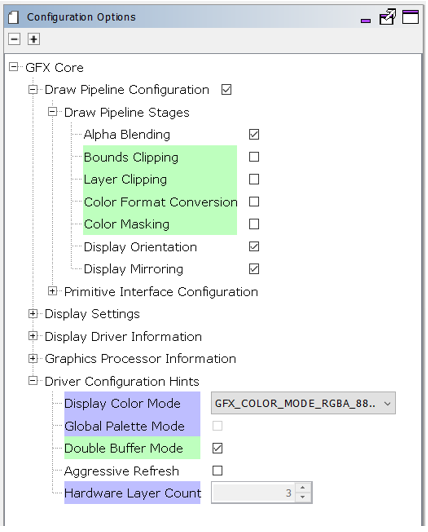 Configuration Options
GFX Core
Draw Pipeline Configuration
Draw Pipeline Stages
Alpha Blending
Bounds Clipping
Layer Clipping
Color Format Conversion
Color Masking
Display Orientation
Display Mirroring
Primitive Interface Configuration
Display Settings
Display Driver Information
Graphics Processor Information
Driver Configuration Hints
Display Color Mode GFX_COLOR_MODE_RGBA_88..
Global Palette Mode
Double Buffer Mode
Aggressive Refresh
Hardware Layer Count 3